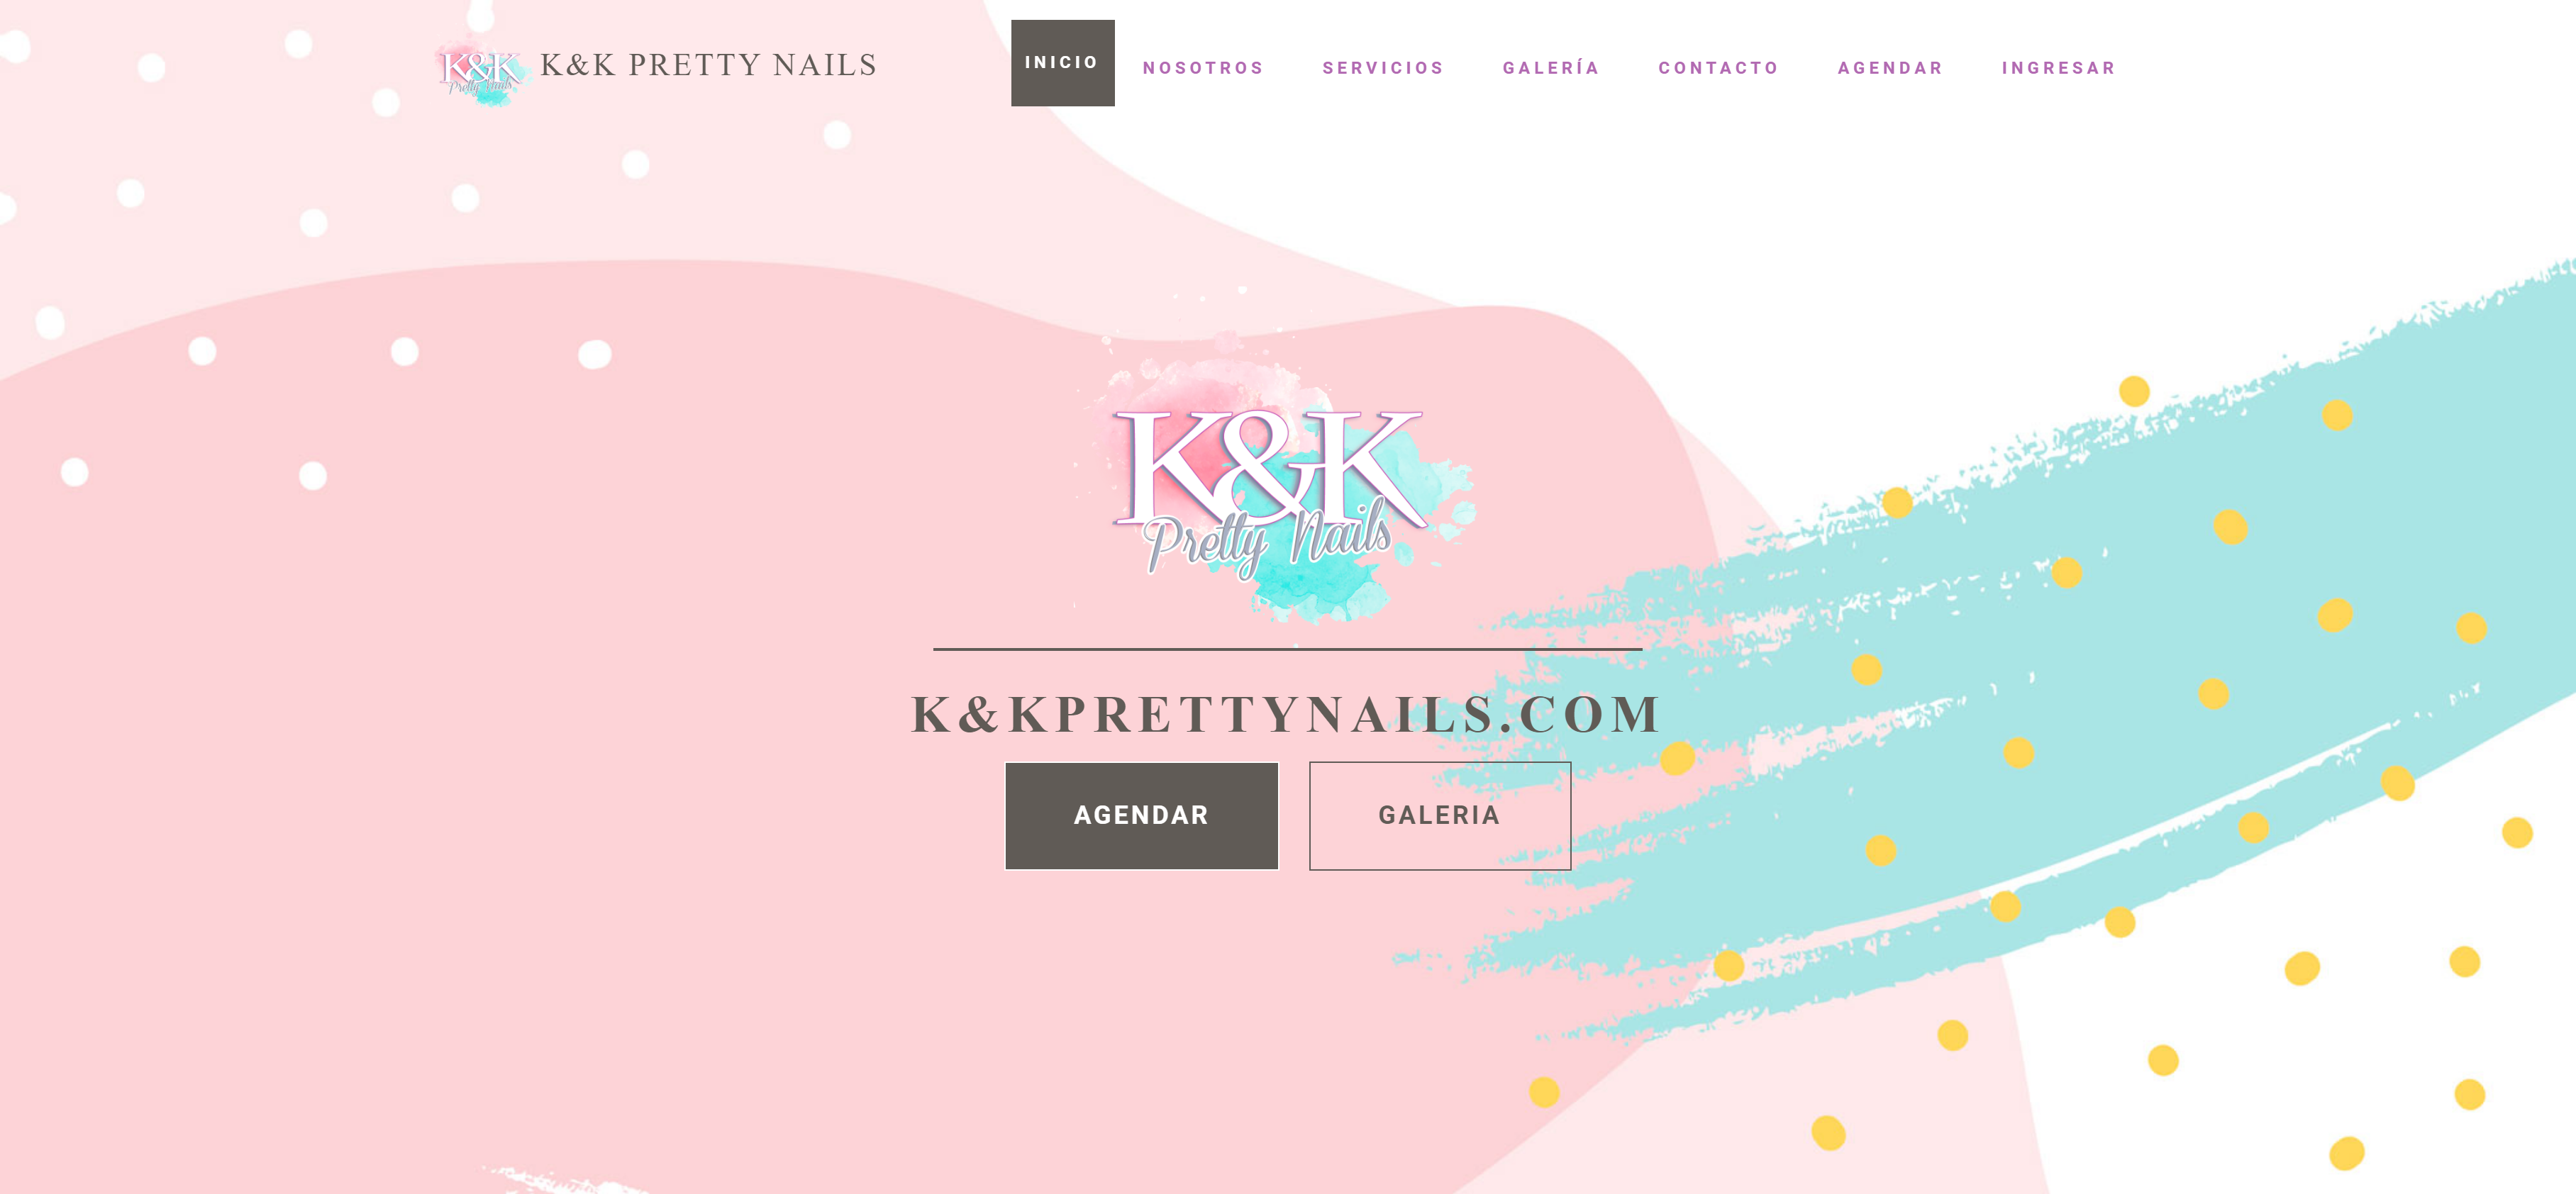 K&K
Pretty Nails
K&K PRETTY NAILS
INICIO
NOSOTROS
SERVICIOS
GALERÍA
CONTACTO
AGENDAR
INGRESAR
K&K
Pretty Nails
K&KPRETTYNAILS.COM
AGENDAR
GALERIA